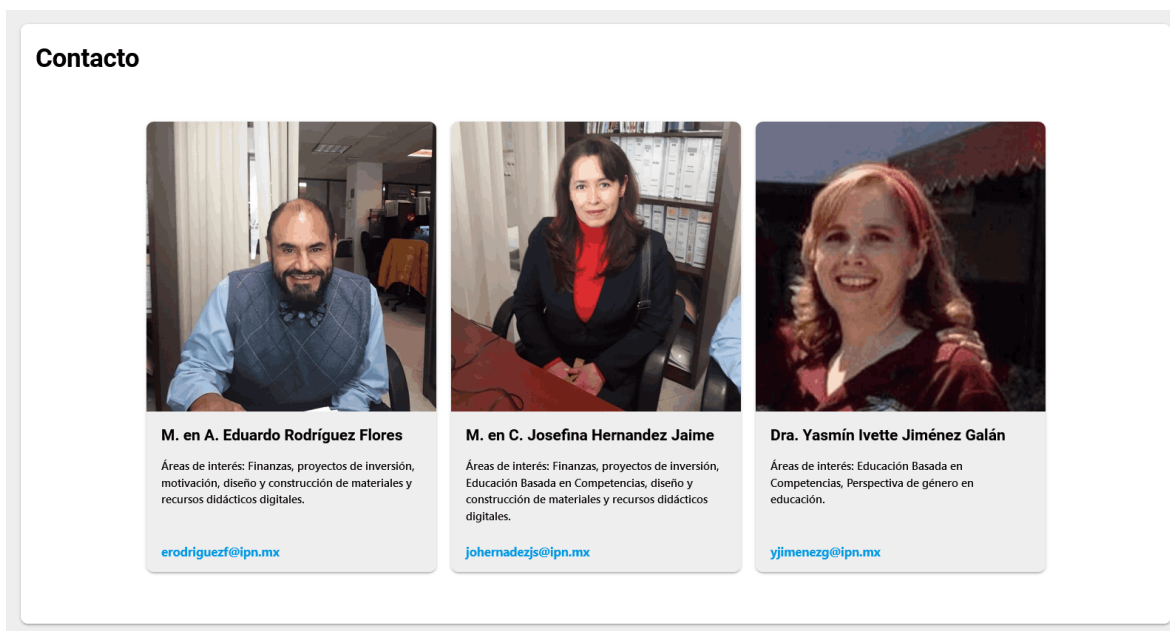 Contacto
M. en A. Eduardo Rodríguez Flores
Áreas de interés: Finanzas, proyectos de inversión,
motivación, diseño y construcción de materiales y
recursos didácticos digitales.
erodriguezf@ipn.mx
M. en C. Josefina Hernandez Jaime
Áreas de interés: Finanzas, proyectos de inversión,
Educación Basada en Competencias, diseño y
construcción de materiales y recursos didácticos
digitales.
johernadezjs@ipn.mx
Dra. Yasmín Ivette Jiménez Galán
Áreas de interés: Educación Basada en
Competencias, Perspectiva de género en
educación.
yjimenezg@ipn.mx